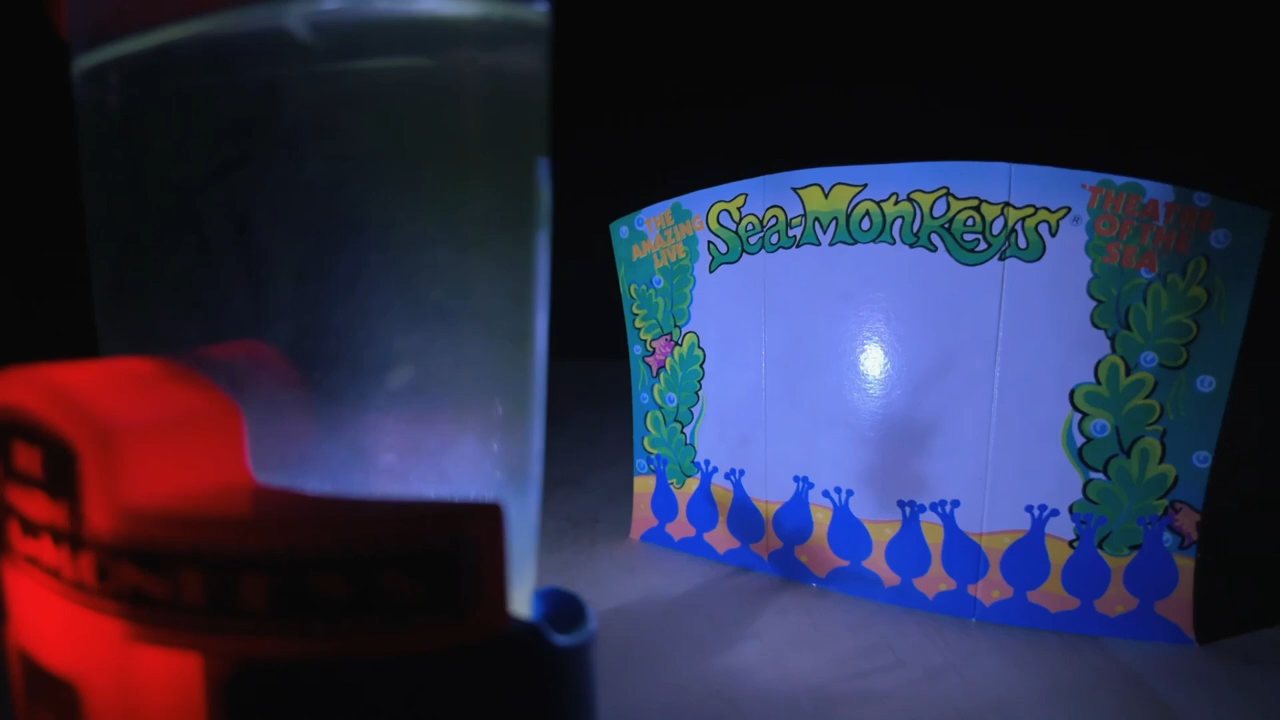 THE
AMAZING
LIVE
Sea-Monkeys®
THEATRE
OF THE
SEA